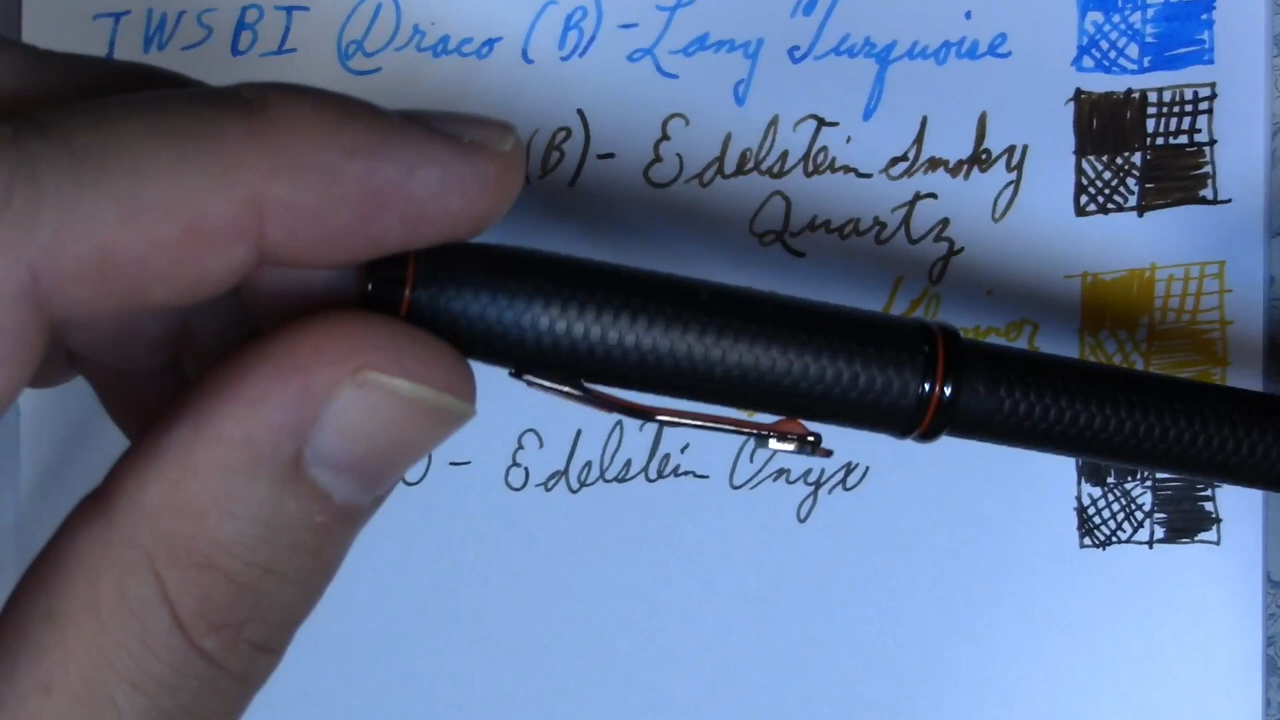 TWSBI Draco (B) - Lamy Turquoise
(B) - Edelstein Smoky
Quartz
- Edelstein Onyx